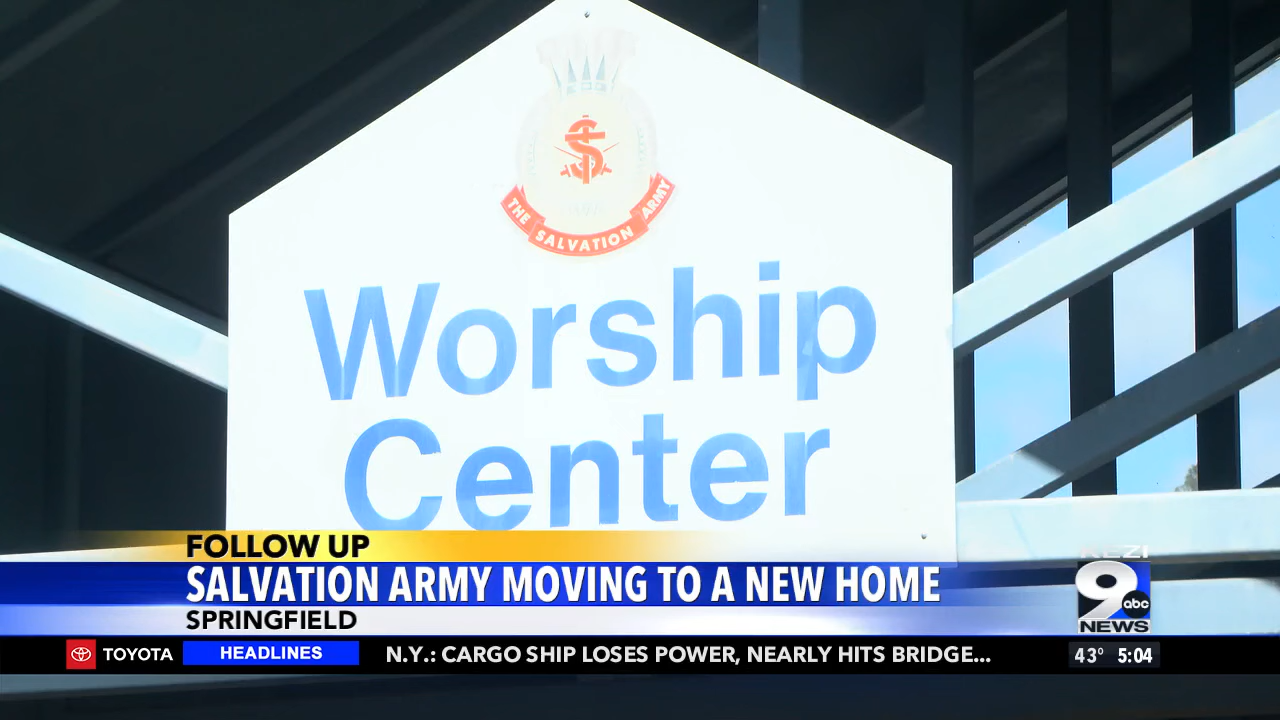 THE SALVATION ARMY
Worship
Center
FOLLOW UP
SALVATION ARMY MOVING TO A NEW HOME
SPRINGFIELD
KEZI
9
abc
NEWS
TOYOTA
HEADLINES
N.Y.: CARGO SHIP LOSES POWER, NEARLY HITS BRIDGE...
43° 5:04